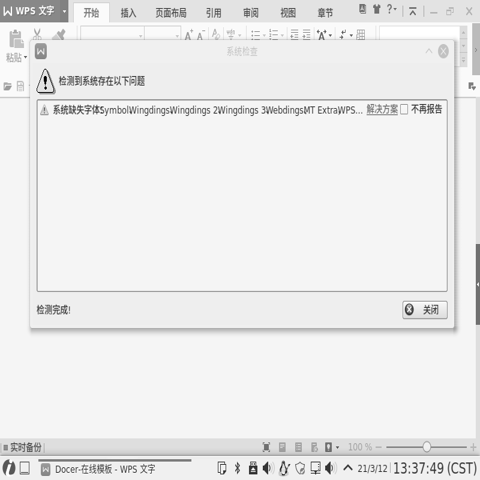 WPS 文字
开始 插入 页面布局 引用 审阅 视图 章节
粘贴
系统检查
检测到系统存在以下问题
系统缺失字体SymbolWingdingsWingdings 2Wingdings 3WebdingsMT ExtraWPS... 解决方案 不再报告
检测完成!
关闭
实时备份
100 %
Docer-在线模板 - WPS 文字
21/3/12 13:37:49 (CST)